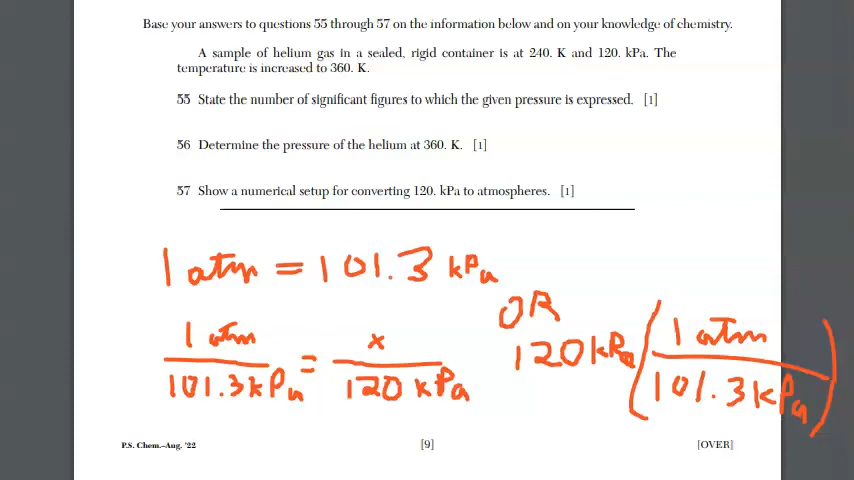 Base your answers to questions 55 through 57 on the information below and on your knowledge of chemistry.
A sample of helium gas in a sealed, rigid container is at 240. K and 120. kPa. The
temperature is increased to 360. K.
55 State the number of significant figures to which the given pressure is expressed. [1]
56 Determine the pressure of the helium at 360. K. [1]
57 Show a numerical setup for converting 120. kPa to atmospheres. [1]
1 atm = 101.3 kPa
1 atm / 101.3 kPa = x / 120 kPa
OR
120 kPa (1 atm / 101.3 kPa)
P.S. Chem.–Aug. '22
[9]
[OVER]